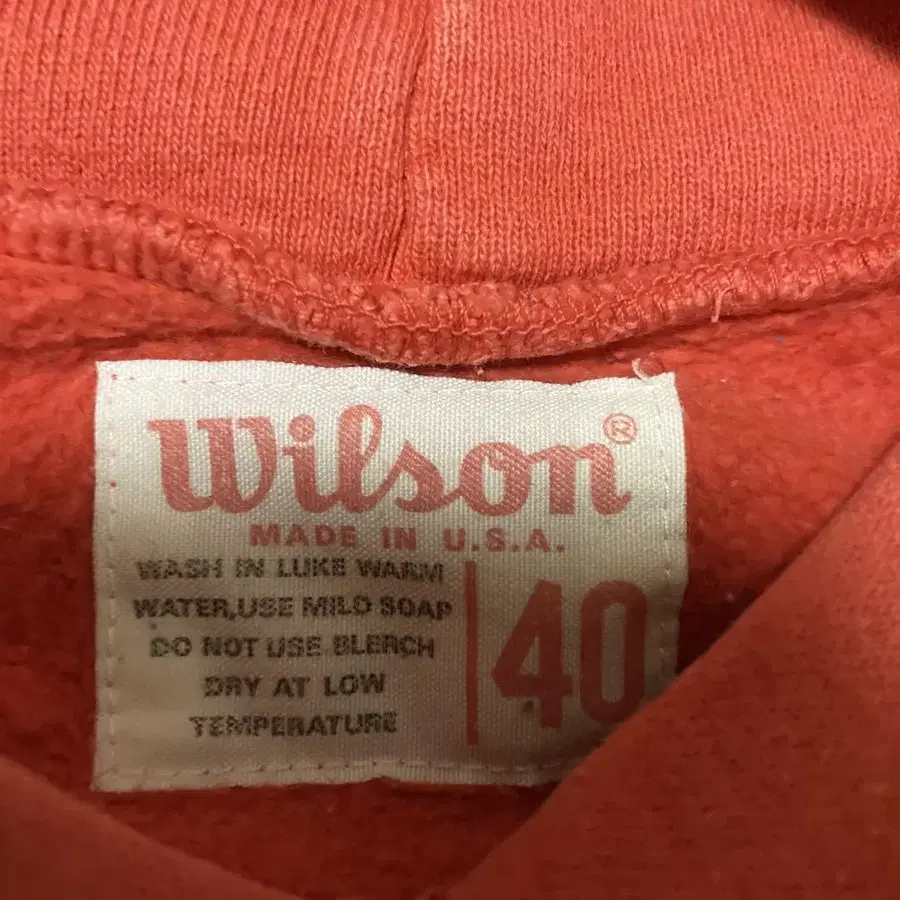 Wilson®
MADE IN U.S.A.
WASH IN LUKE WARM
WATER,USE MILD SOAP
DO NOT USE BLEACH
DRY AT LOW
TEMPERATURE
40